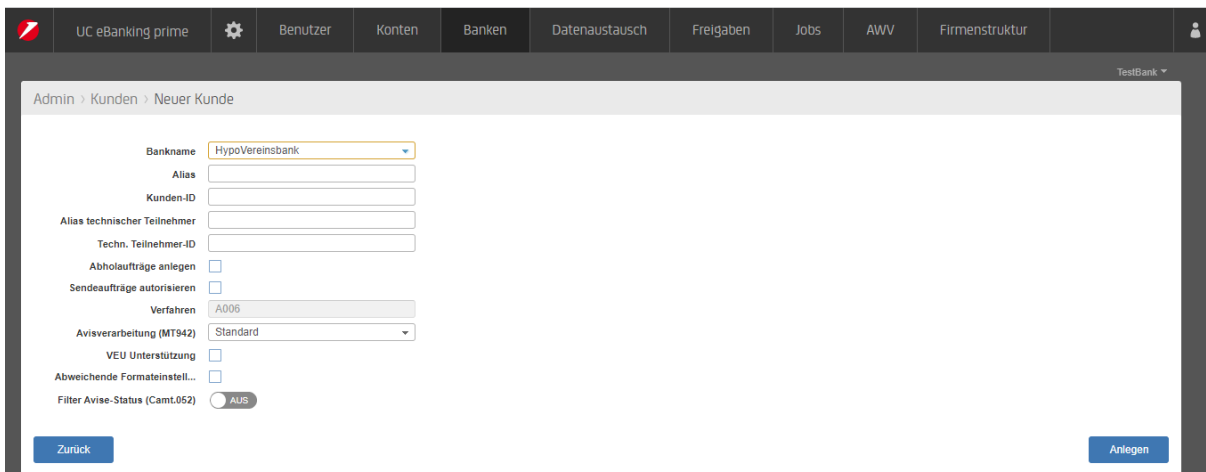 UC eBanking prime Benutzer Konten Banken Datenaustausch Freigaben Jobs AWV Firmenstruktur
TestBank
Admin > Kunden > Neuer Kunde
Bankname HypoVereinsbank
Alias
Kunden-ID
Alias technischer Teilnehmer
Techn. Teilnehmer-ID
Abholaufträge anlegen
Sendeaufträge autorisieren
Verfahren A006
Avisverarbeitung (MT942) Standard
VEU Unterstützung
Abweichende Formateinstell...
Filter Avise-Status (Camt.052) AUS
Zurück Anlegen